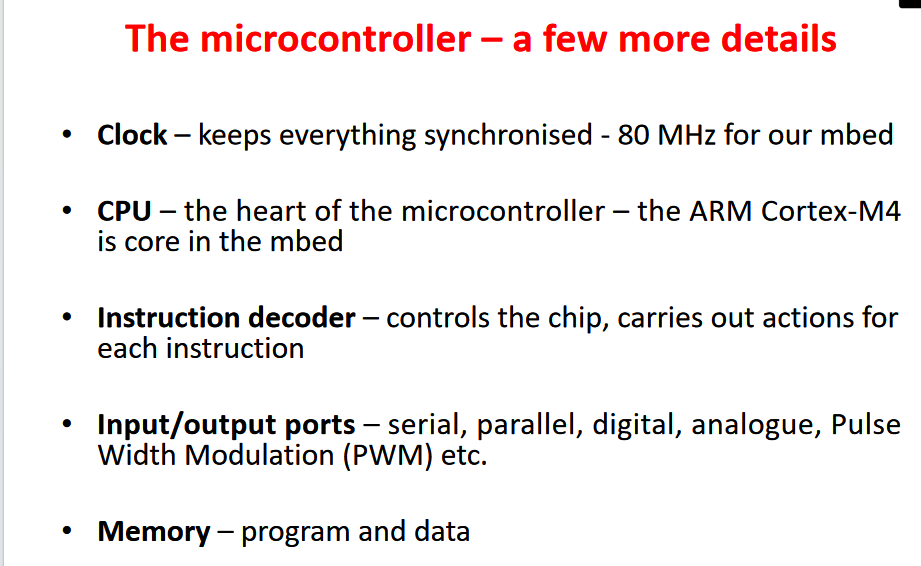 The microcontroller – a few more details
• Clock – keeps everything synchronised - 80 MHz for our mbed
• CPU – the heart of the microcontroller – the ARM Cortex-M4
is core in the mbed
• Instruction decoder – controls the chip, carries out actions for
each instruction
• Input/output ports – serial, parallel, digital, analogue, Pulse
Width Modulation (PWM) etc.
• Memory – program and data